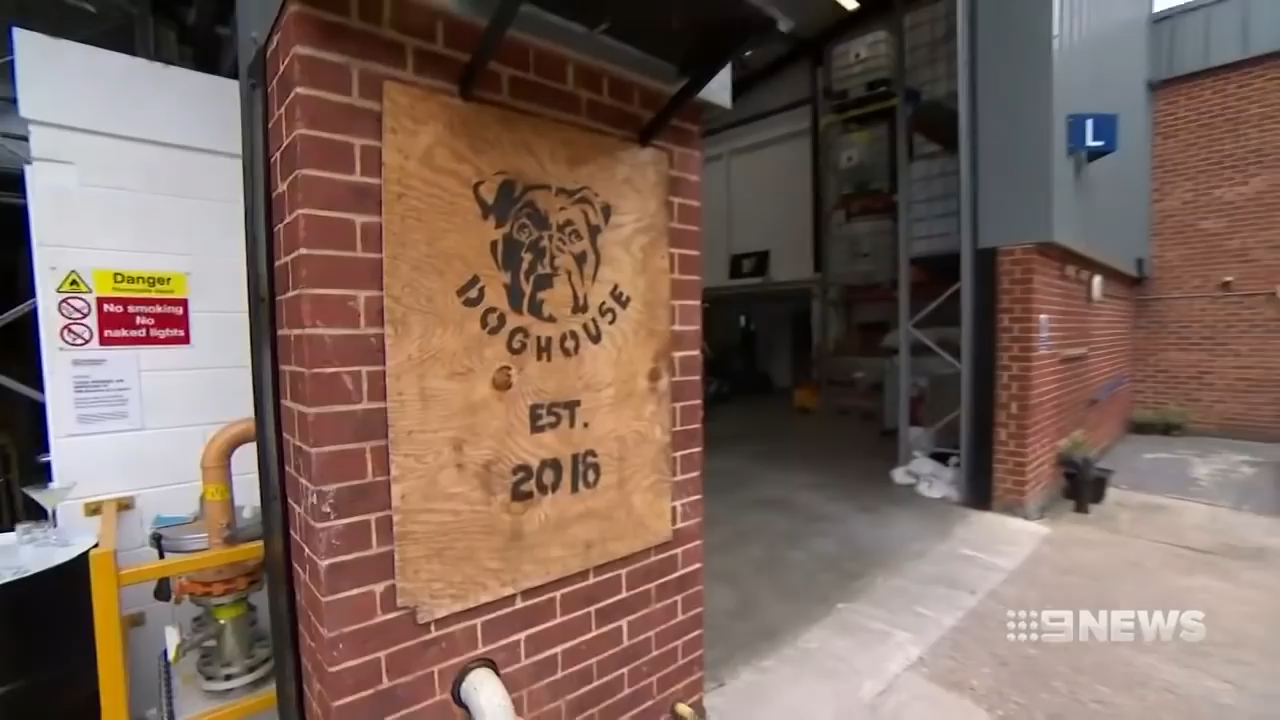 Danger
No smoking
No
naked lights
DOGHOUSE
EST.
2016
L
9NEWS